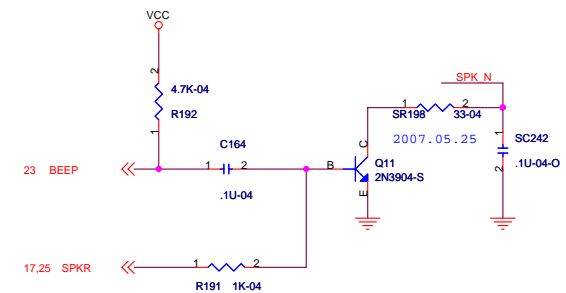 VCC
2
4.7K-04
R192
1
SPK_N
1
2
SR198
33-04
2007.05.25
1
SC242
.1U-04-O
2
C164
1
2
.1U-04
23 BEEP
B
C
E
Q11
2N3904-S
17,25 SPKR
1
2
R191
1K-04